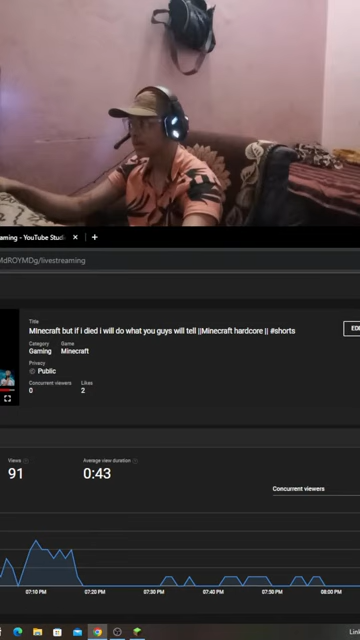 aming - YouTube Stud
MdROYMDg/livestreaming
Title
Minecraft but if i died i will do what you guys will tell ||Minecraft hardcore || #shorts
EDI
Category Game
Gaming Minecraft
Privacy
Public
Concurrent viewers Likes
0 2
Views Average view duration
91 0:43
Concurrent viewers
07:10 PM 07:20 PM 07:30 PM 07:40 PM 07:50 PM 08:00 PM
Link